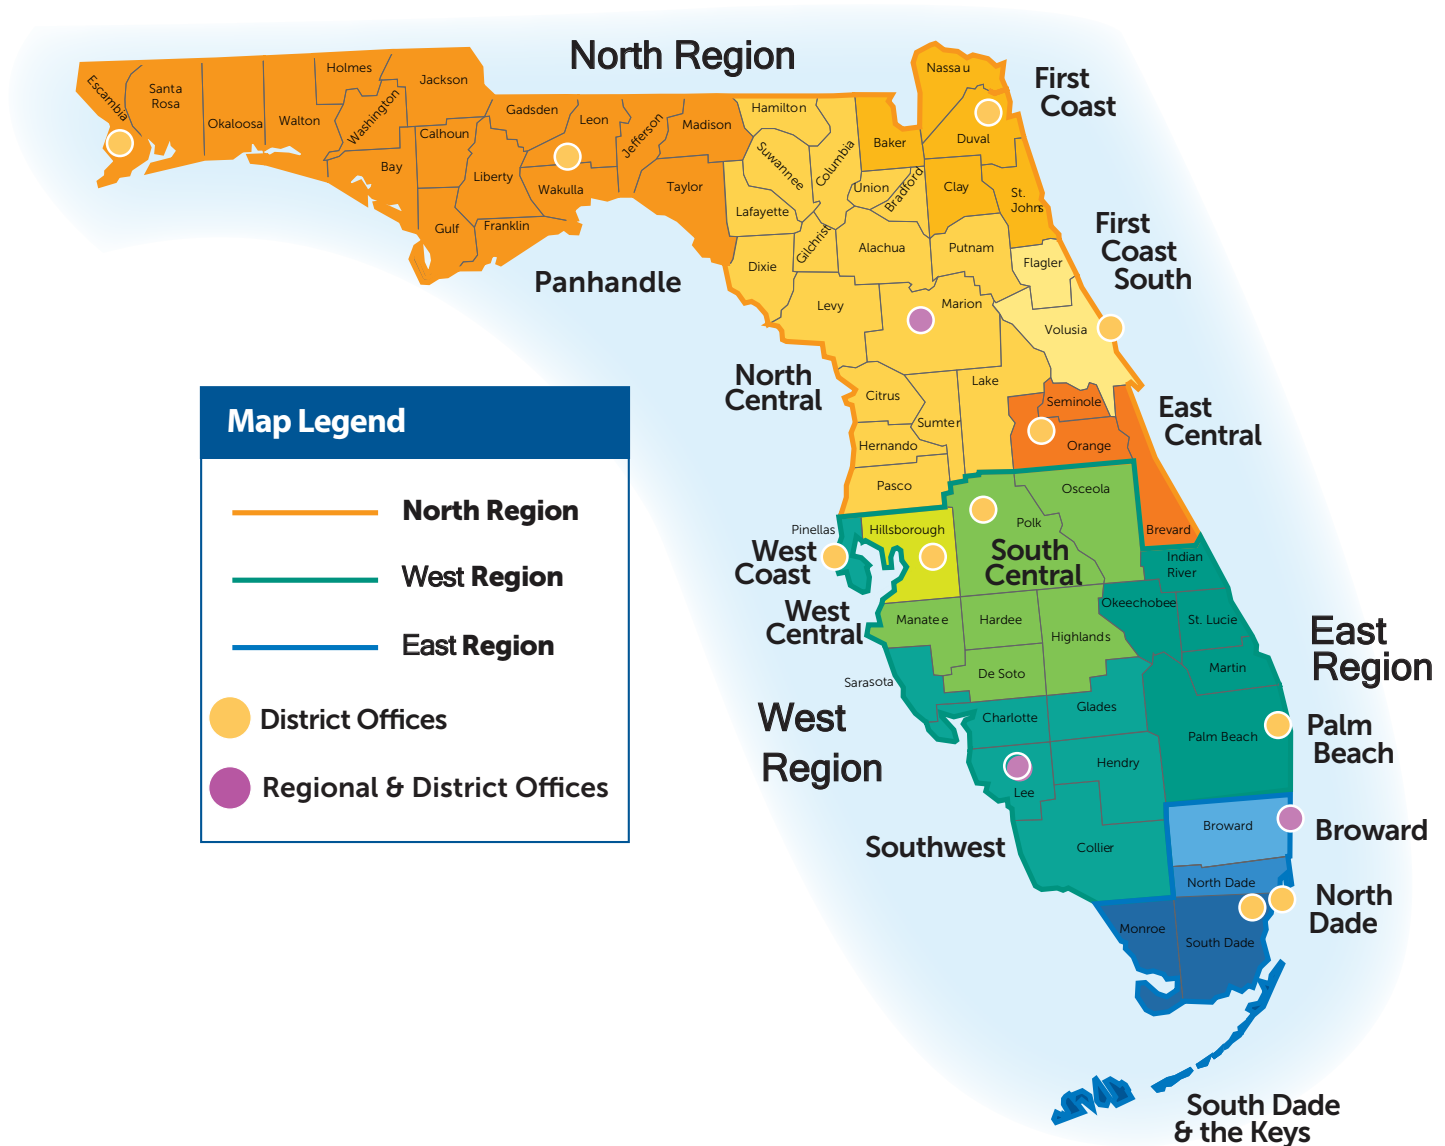 North Region
First
Coast
First
Coast
South
Panhandle
North
Central
East
Central
West
Coast
West
Central
South
Central
West
Region
East
Region
Palm
Beach
Southwest
Broward
North
Dade
South Dade
& the Keys
Escambia
Santa
Rosa
Okaloosa
Walton
Holmes
Washington
Jackson
Bay
Calhoun
Gulf
Liberty
Gadsden
Franklin
Leon
Wakulla
Jefferson
Madison
Taylor
Hamilton
Suwannee
Lafayette
Dixie
Columbia
Gilchrist
Baker
Union
Bradford
Alachua
Levy
Marion
Putnam
Nassau
Duval
Clay
St.
Johns
Flagler
Volusia
Citrus
Sumter
Lake
Hernando
Pasco
Seminole
Orange
Brevard
Osceola
Polk
Pinellas
Hillsborough
Manatee
Hardee
Highlands
De Soto
Sarasota
Okeechobee
Indian
River
St. Lucie
Martin
Charlotte
Glades
Palm Beach
Lee
Hendry
Collier
Broward
North Dade
Monroe
South Dade
Map Legend
North Region
West Region
East Region
District Offices
Regional & District Offices